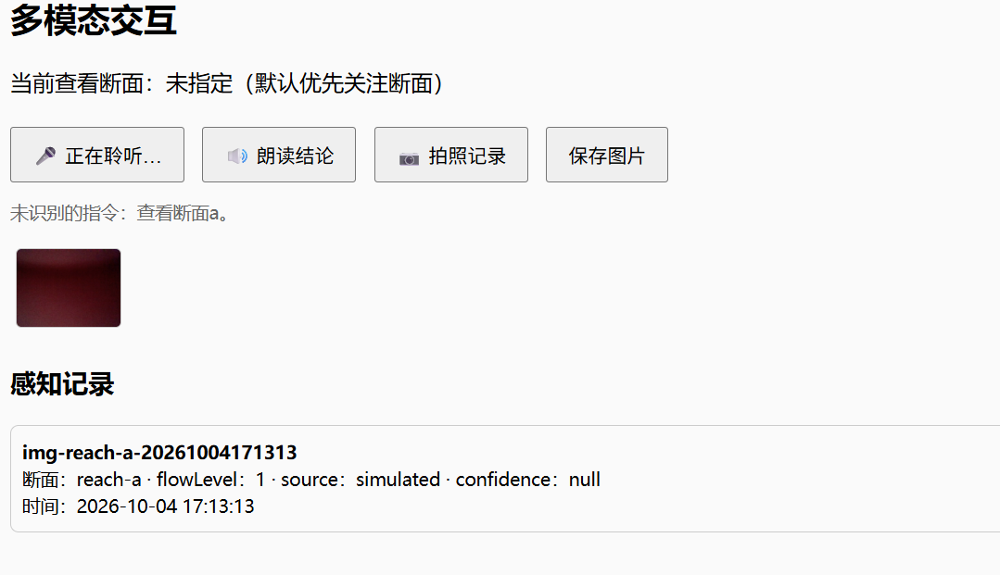 多模态交互
当前查看断面：未指定（默认优先关注断面）
🎤 正在聆听… 🔊 朗读结论 📷 拍照记录 保存图片
未识别的指令：查看断面a。
感知记录
img-reach-a-20261004171313
断面：reach-a · flowLevel：1 · source：simulated · confidence：null
时间：2026-10-04 17:13:13